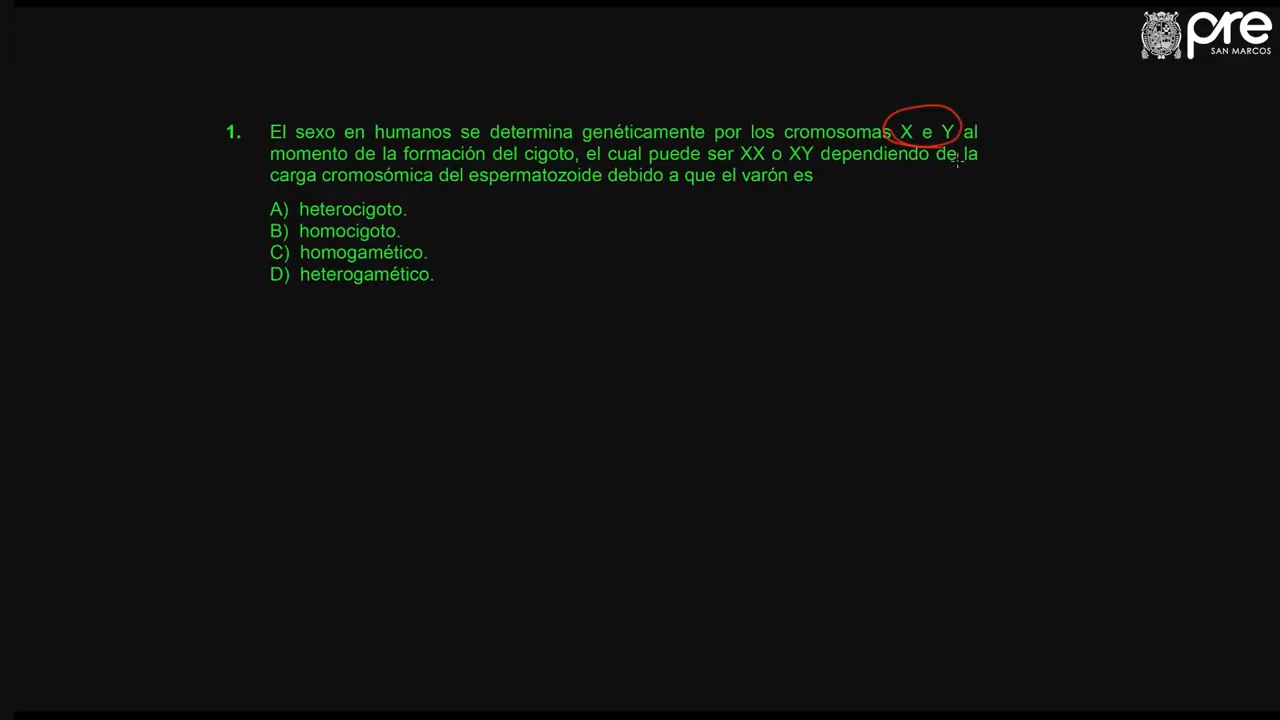 pre
SAN MARCOS
1. El sexo en humanos se determina genéticamente por los cromosomas X e Y al
momento de la formación del cigoto, el cual puede ser XX o XY dependiendo de la
carga cromosómica del espermatozoide debido a que el varón es
A) heterocigoto.
B) homocigoto.
C) homogamético.
D) heterogamético.